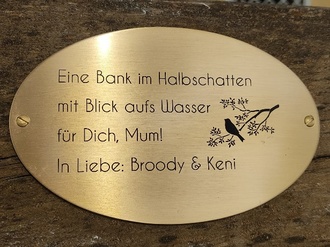 Eine Bank im Halbschatten
mit Blick aufs Wasser
für Dich, Mum!
In Liebe: Broody & Keni